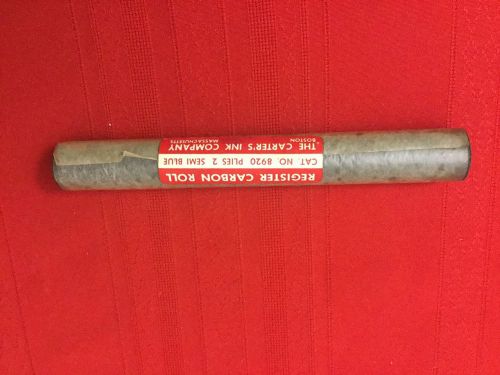 REGISTER CARBON ROLL
CAT. NO. 8920 PLIES 2 SEMI BLUE
THE CARTER'S INK COMPANY
BOSTON MASSACHUSETTS